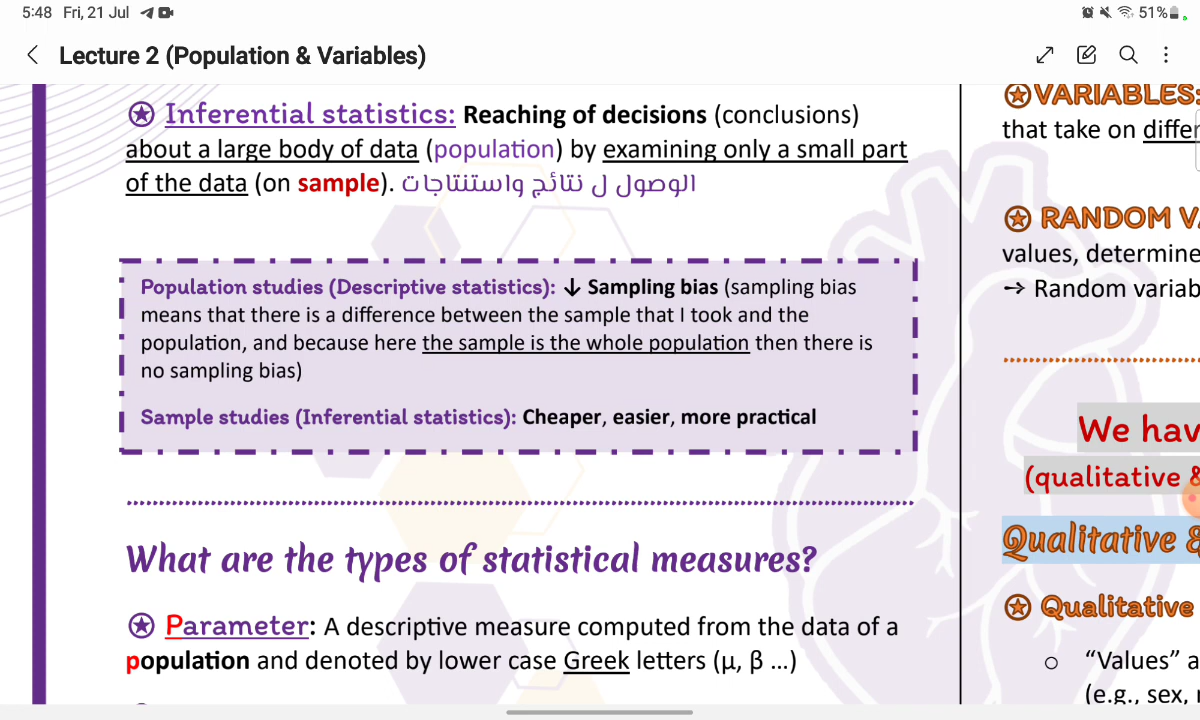 5:48 Fri, 21 Jul
51%
Lecture 2 (Population & Variables)
Inferential statistics: Reaching of decisions (conclusions)
about a large body of data (population) by examining only a small part
of the data (on sample). الوصول ل نتائج واستنتاجات
Population studies (Descriptive statistics): ↓ Sampling bias (sampling bias
means that there is a difference between the sample that I took and the
population, and because here the sample is the whole population then there is
no sampling bias)
Sample studies (Inferential statistics): Cheaper, easier, more practical
What are the types of statistical measures?
Parameter: A descriptive measure computed from the data of a
population and denoted by lower case Greek letters (μ, β ...)
VARIABLES:
that take on differ
RANDOM VA
values, determine
→ Random variab
We hav
(qualitative &
Qualitative &
Qualitative
○ “Values” a
(e.g., sex,